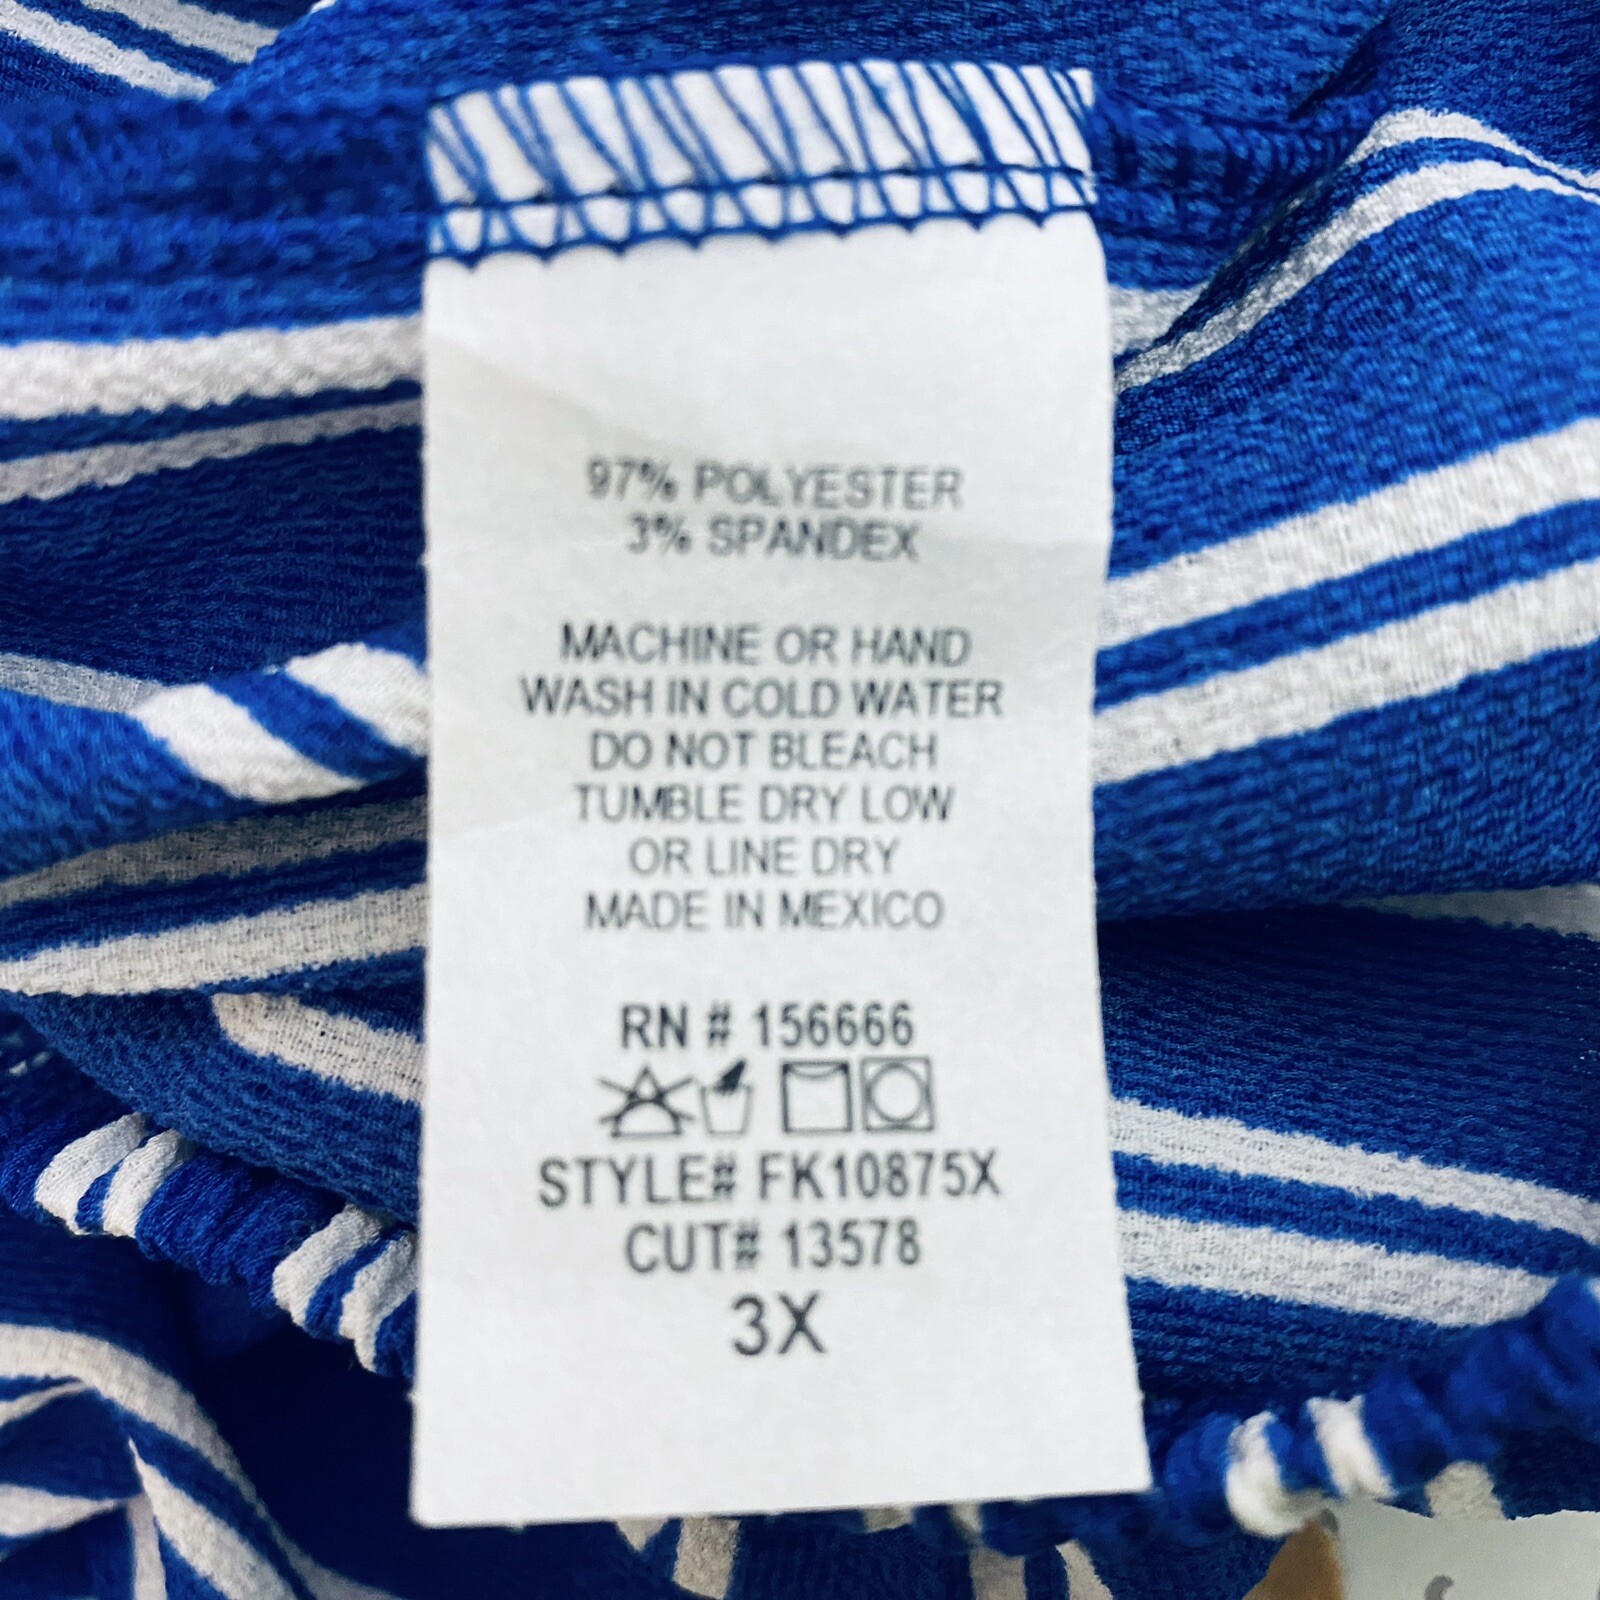 97% POLYESTER
3% SPANDEX
MACHINE OR HAND
WASH IN COLD WATER
DO NOT BLEACH
TUMBLE DRY LOW
OR LINE DRY
MADE IN MEXICO
RN # 156666
STYLE# FK10875X
CUT# 13578
3X